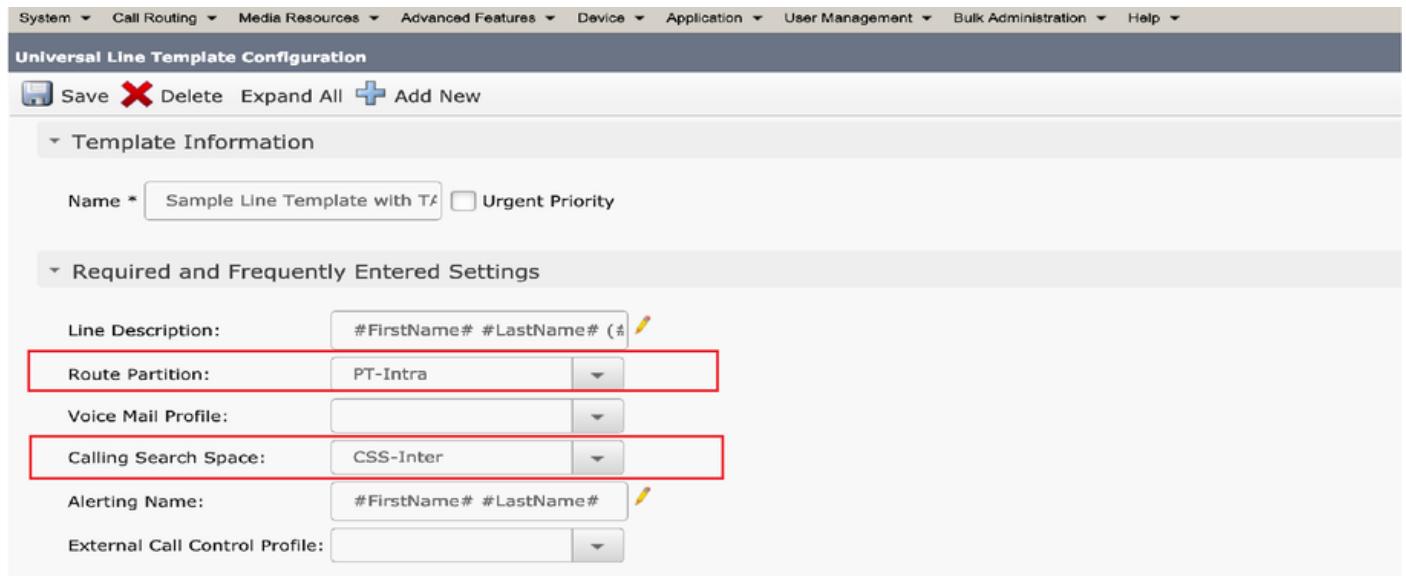 System Call Routing Media Resources Advanced Features Device Application User Management Bulk Administration Help
Universal Line Template Configuration
Save Delete Expand All Add New
Template Information
Name * Sample Line Template with TA Urgent Priority
Required and Frequently Entered Settings
Line Description: #FirstName# #LastName# (#
Route Partition: PT-Intra
Voice Mail Profile:
Calling Search Space: CSS-Inter
Alerting Name: #FirstName# #LastName#
External Call Control Profile: